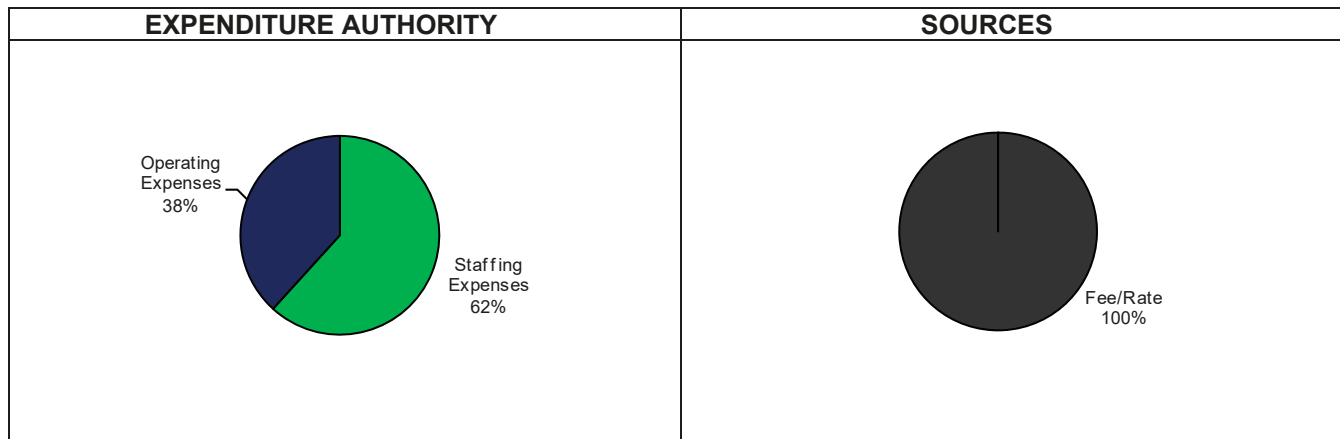 EXPENDITURE AUTHORITY
SOURCES
Operating
Expenses
38%
Staffing
Expenses
62%
Fee/Rate
100%